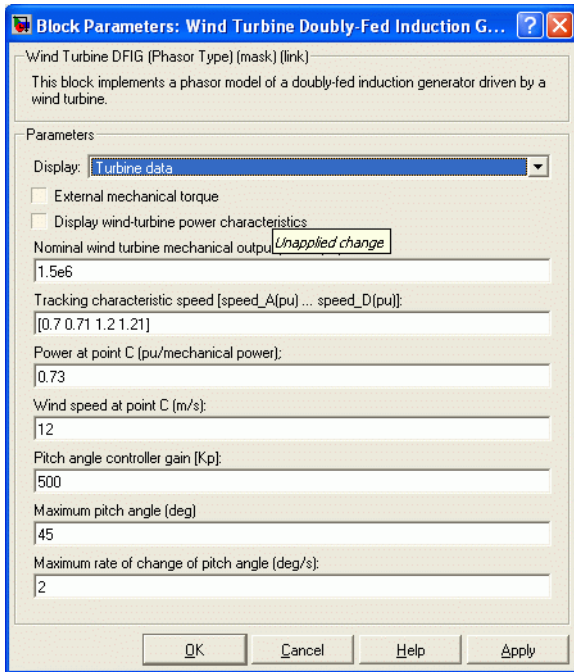 Block Parameters: Wind Turbine Doubly-Fed Induction G...
Wind Turbine DFIG (Phasor Type) (mask) (link)
This block implements a phasor model of a doubly-fed induction generator driven by a
wind turbine.
Parameters
Display: Turbine data
External mechanical torque
Display wind-turbine power characteristics
Unapplied change
Nominal wind turbine mechanical
1.5e6
Tracking characteristic speed [speed_A(pu) ... speed_D(pu)]:
[0.7 0.71 1.2 1.21]
Power at point C (pu/mechanical power);
0.73
Wind speed at point C (m/s):
12
Pitch angle controller gain [Kp]:
500
Maximum pitch angle (deg)
45
Maximum rate of change of pitch angle (deg/s):
2
OK Cancel Help Apply